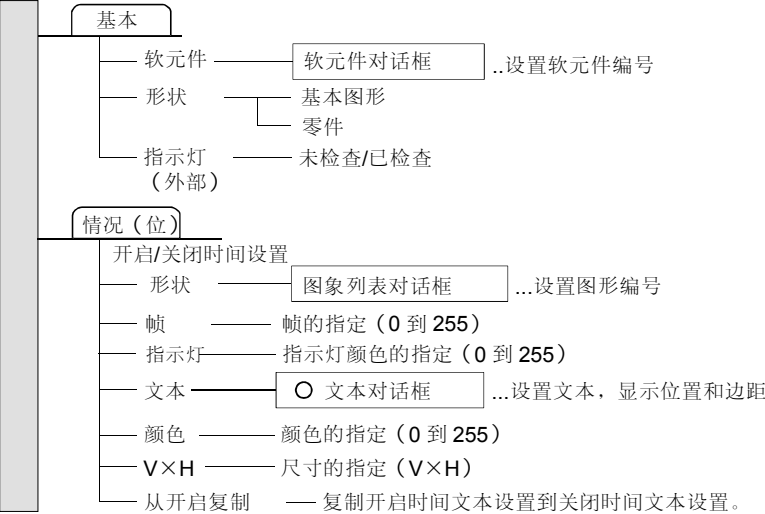 基本
软元件 软元件对话框 ..设置软元件编号
形状 基本图形
零件
指示灯 未检查/已检查
（外部）
情况（位）
开启/关闭时间设置
形状 图象列表对话框 ...设置图形编号
帧 帧的指定（0 到 255）
指示灯 指示灯颜色的指定（0 到 255）
文本 文本对话框 ...设置文本，显示位置和边距
颜色 颜色的指定（0 到 255）
V×H 尺寸的指定（V×H）
从开启复制 复制开启时间文本设置到关闭时间文本设置。